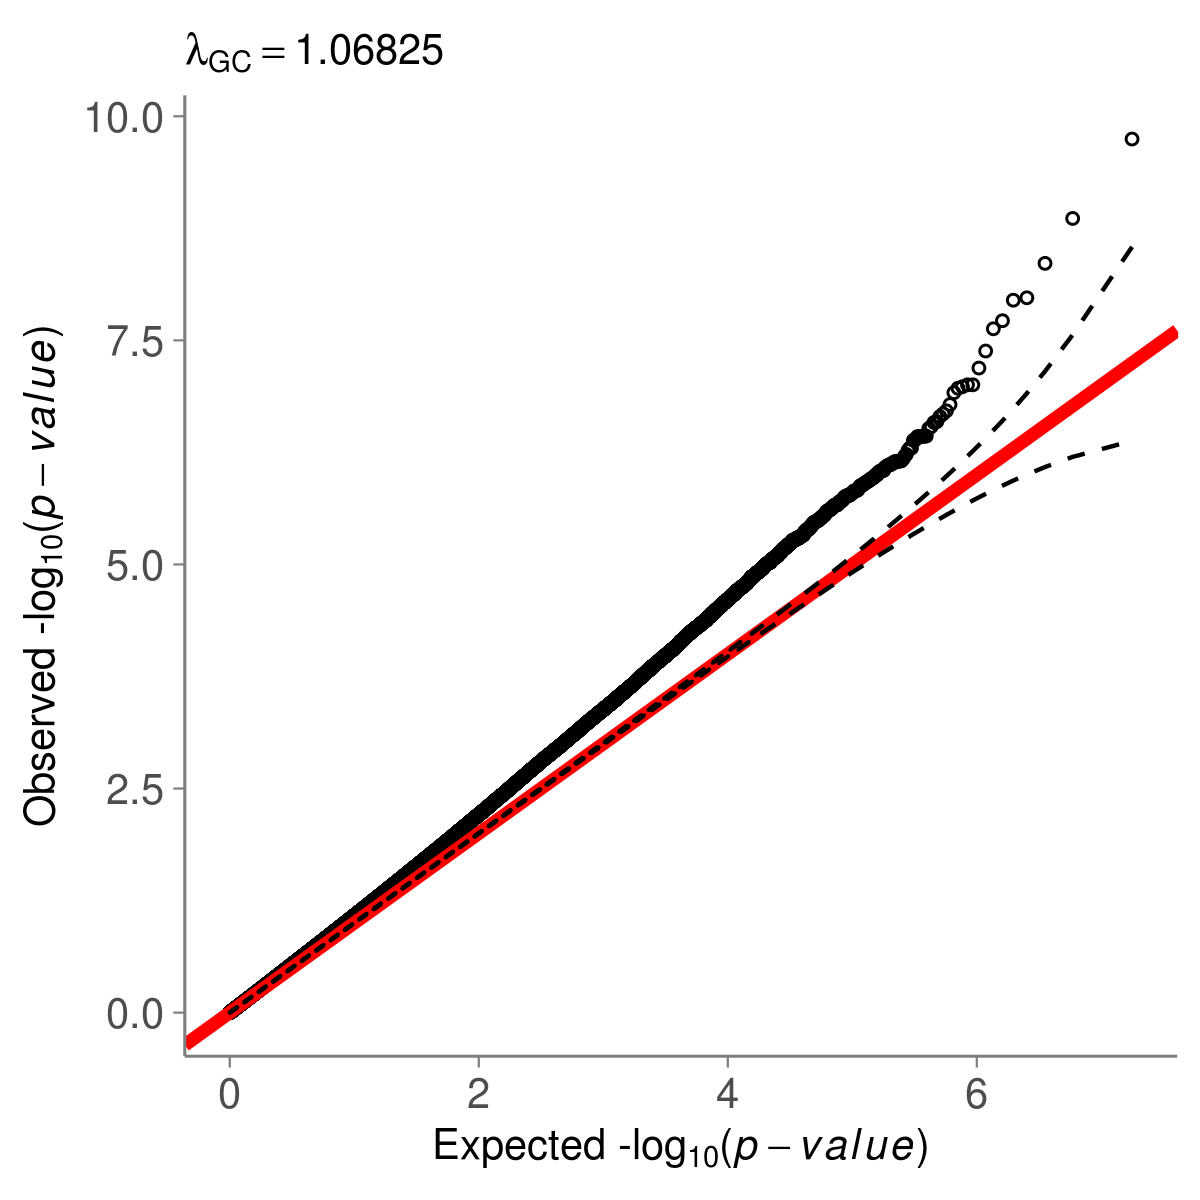 λGC = 1.06825
10.0
7.5
5.0
2.5
0.0
Observed -log10(p − value)
0 2 4 6
Expected -log10(p − value)